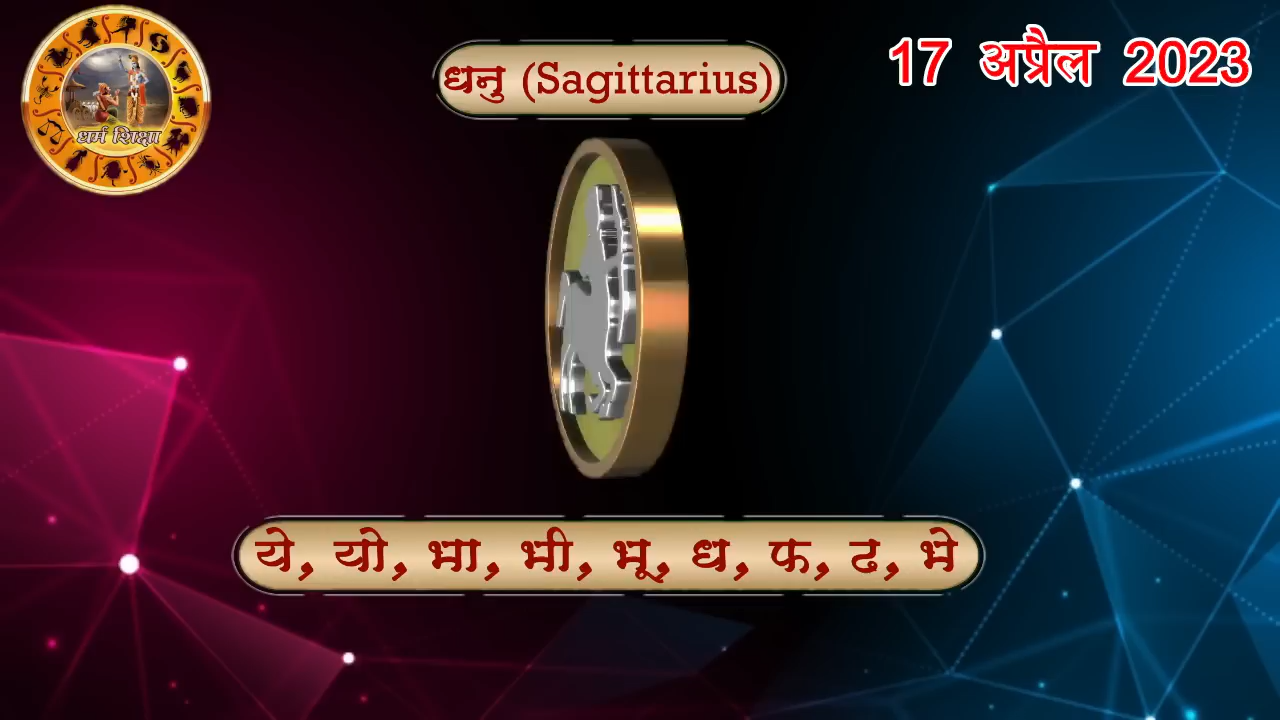 धर्म शिक्षा
धनु (Sagittarius)
17 अप्रैल 2023
ये, यो, भा, भी, भू, ध, फ, ढ, भे